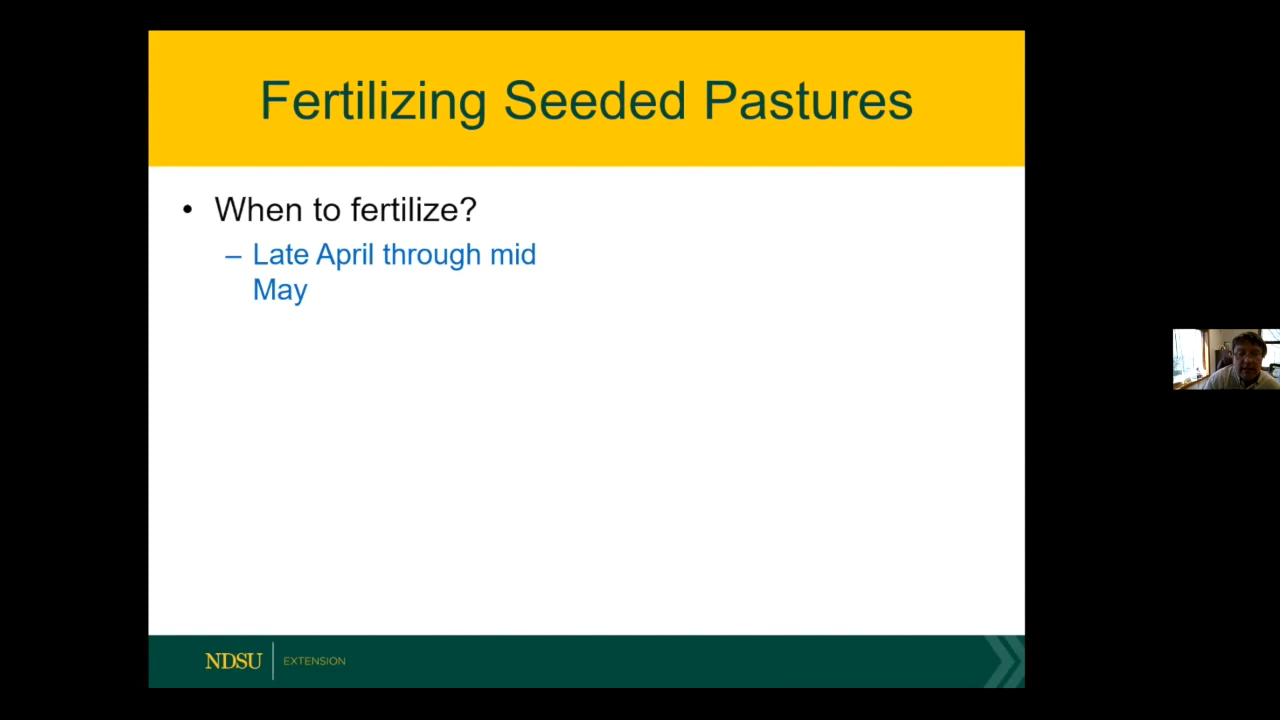 Fertilizing Seeded Pastures
• When to fertilize?
– Late April through mid
May
NDSU EXTENSION